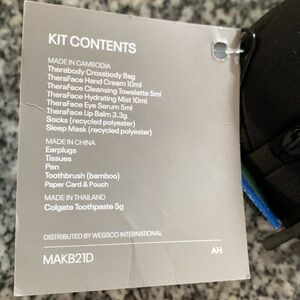 KIT CONTENTS
MADE IN CAMBODIA
Therabody Crossbody Bag
TheraFace Hand Cream 10ml
TheraFace Cleansing Towelette 5ml
TheraFace Hydrating Mist 10ml
TheraFace Eye Serum 5ml
TheraFace Lip Balm 3.3g
Socks (recycled polyester)
Sleep Mask (recycled polyester)
MADE IN CHINA
Earplugs
Tissues
Pen
Toothbrush (bamboo)
Paper Card & Pouch
MADE IN THAILAND
Colgate Toothpaste 5g
DISTRIBUTED BY WESSCO INTERNATIONAL
MAKB21D
AH